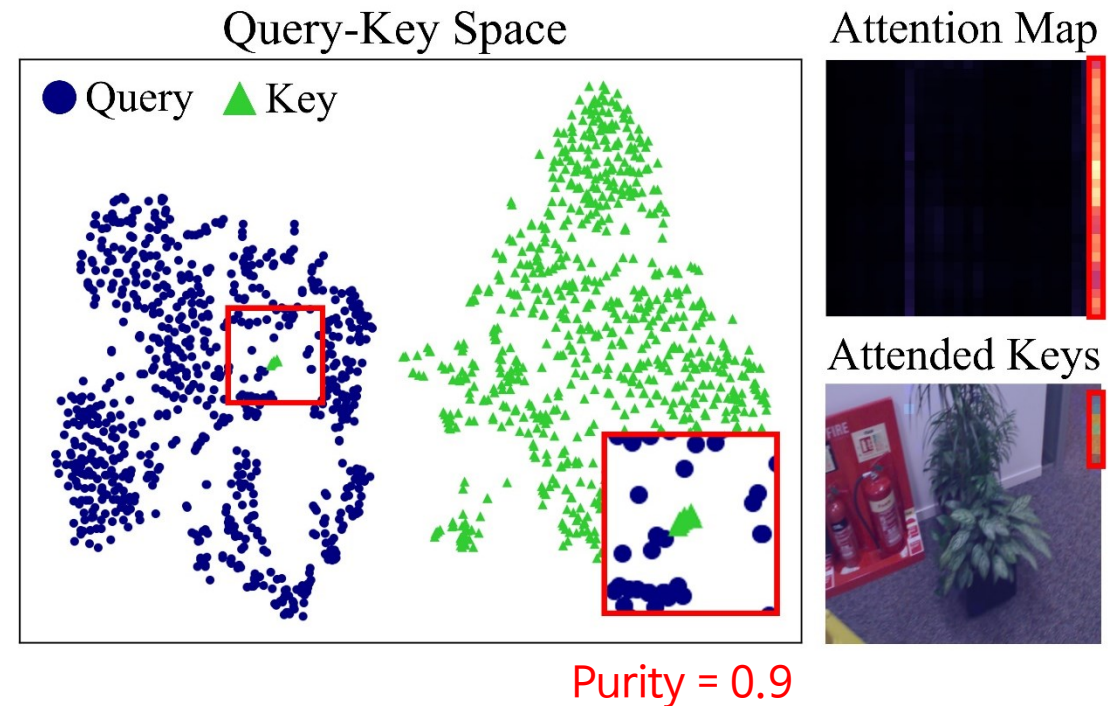 Query-Key Space
Query
Key
Attention Map
Attended Keys
FIRE
Purity = 0.9